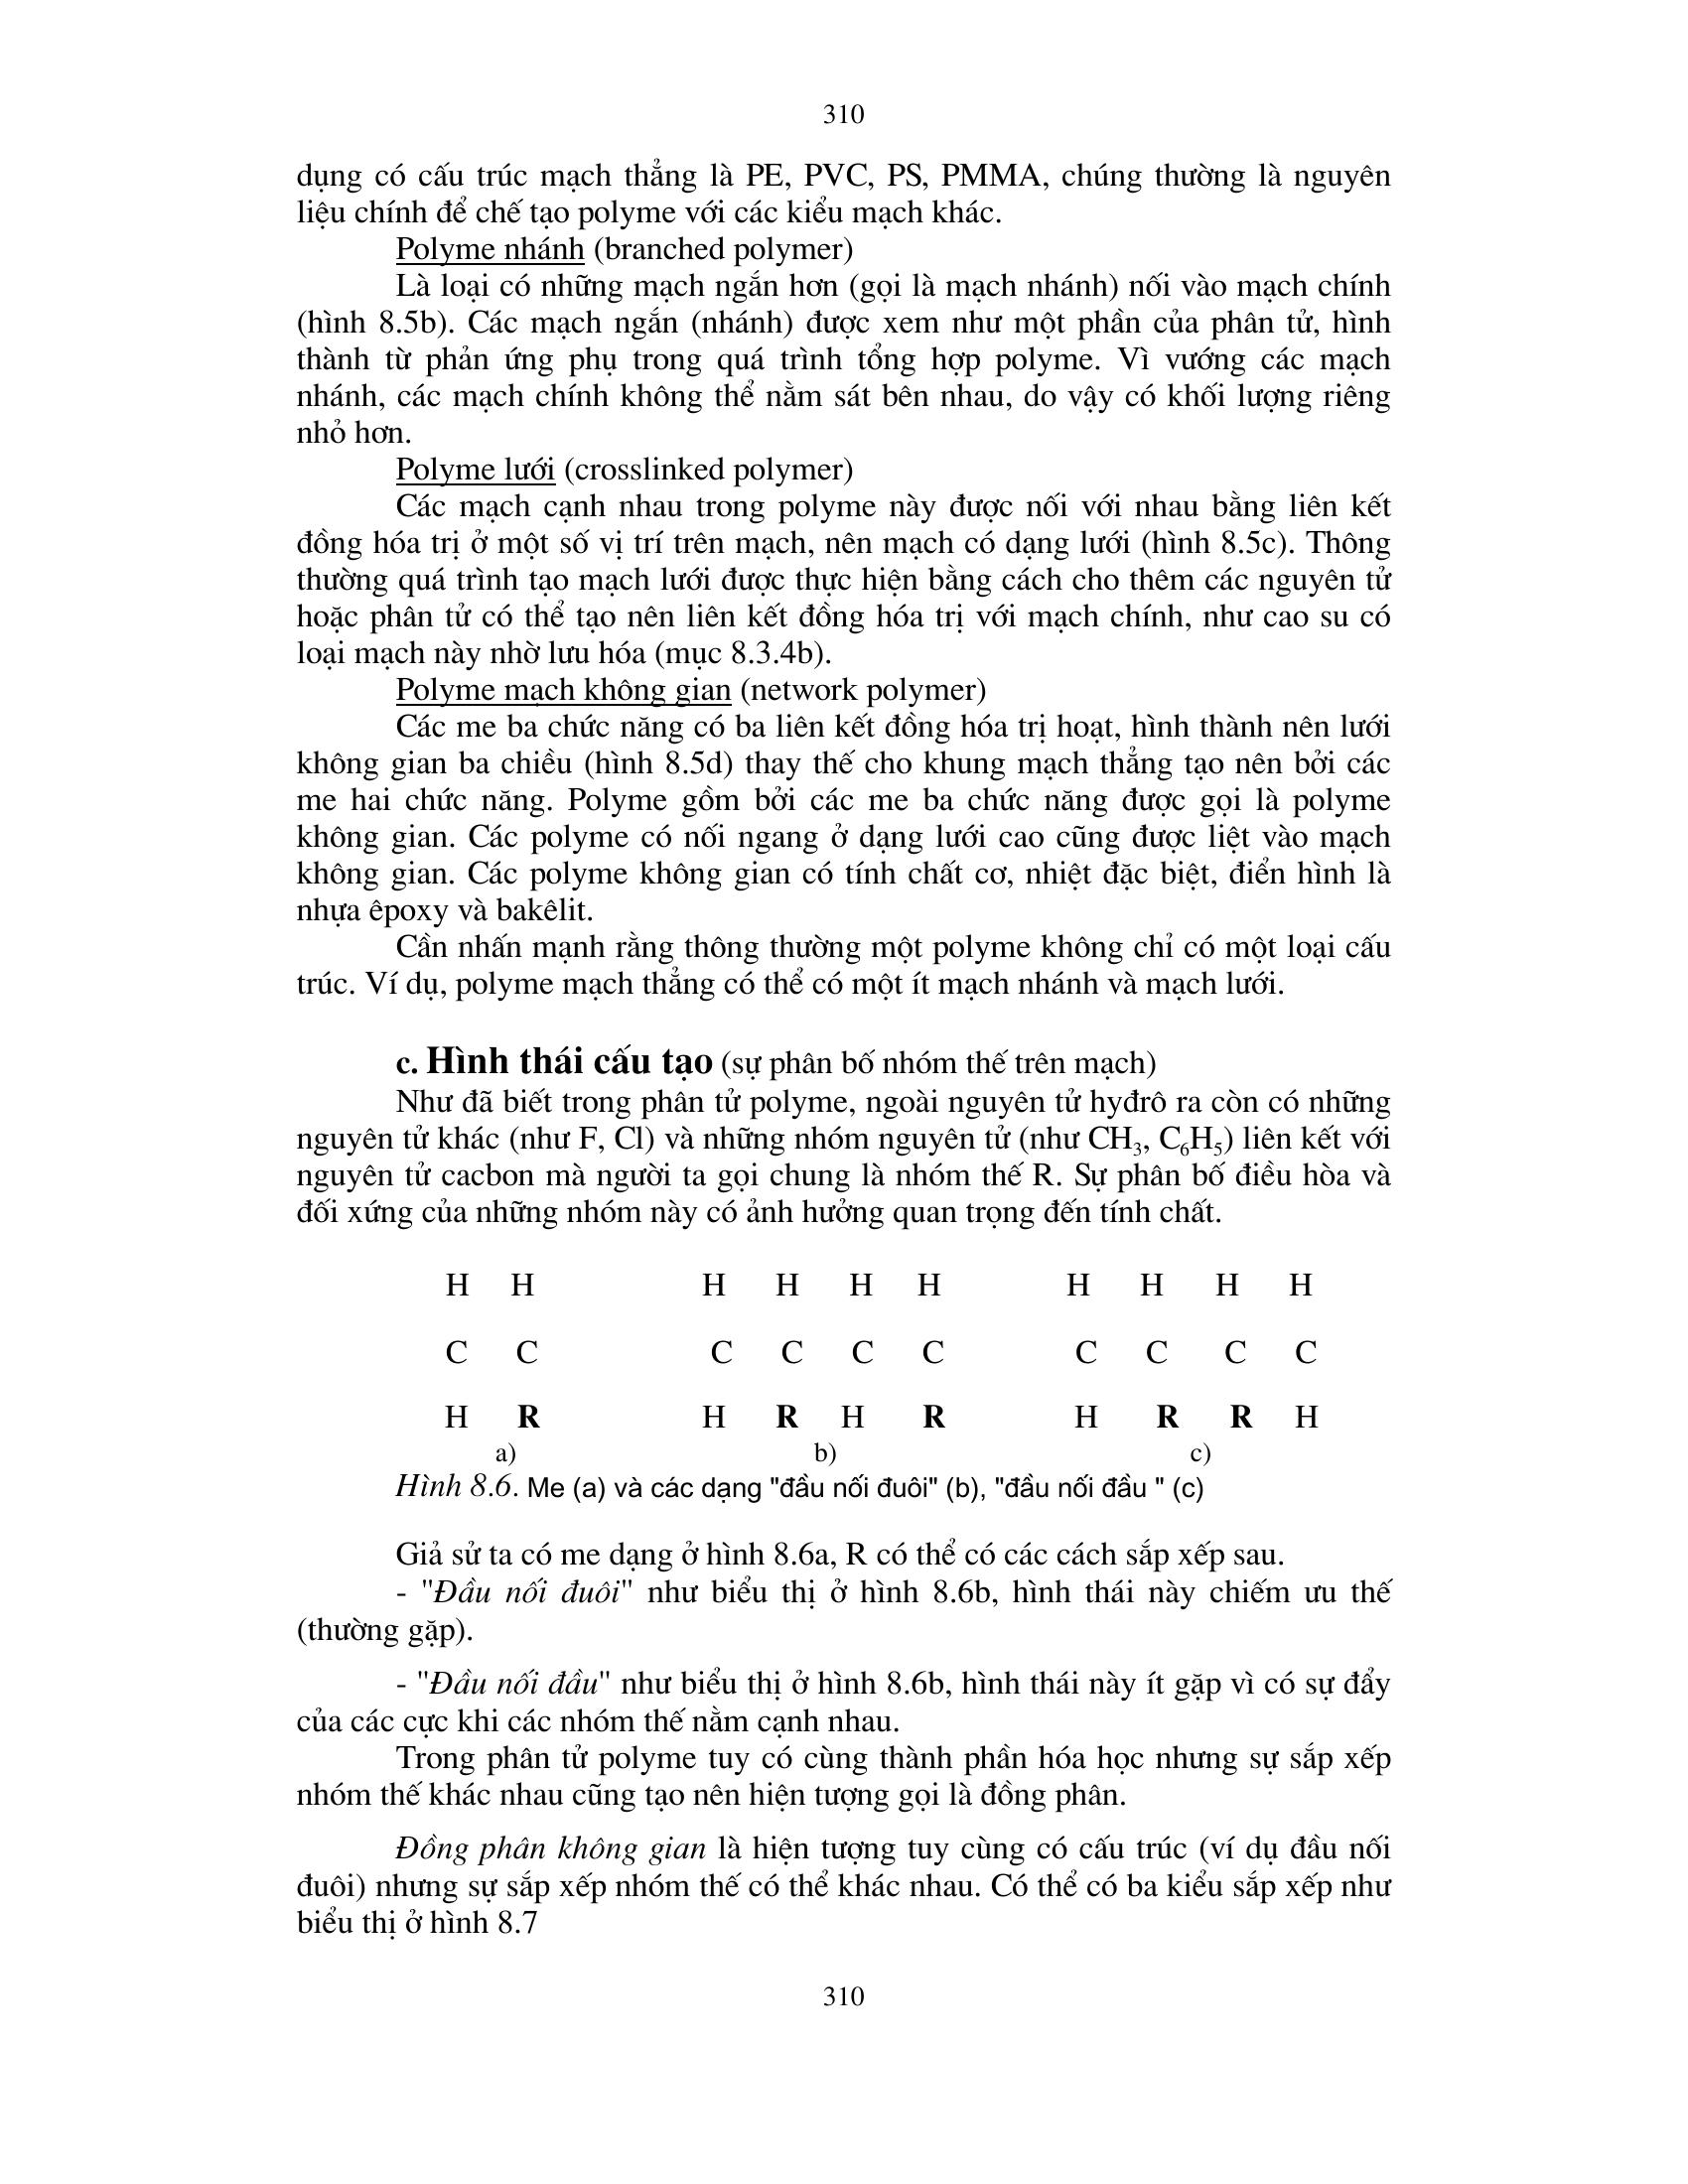 310
dụng có cấu trúc mạch thẳng là PE, PVC, PS, PMMA, chúng thường là nguyên
liệu chính để chế tạo polyme với các kiểu mạch khác.
Polyme nhánh (branched polymer)
Là loại có những mạch ngắn hơn (gọi là mạch nhánh) nối vào mạch chính
(hình 8.5b). Các mạch ngắn (nhánh) được xem như một phần của phân tử, hình
thành từ phản ứng phụ trong quá trình tổng hợp polyme. Vì vướng các mạch
nhánh, các mạch chính không thể nằm sát bên nhau, do vậy có khối lượng riêng
nhỏ hơn.
Polyme lưới (crosslinked polymer)
Các mạch cạnh nhau trong polyme này được nối với nhau bằng liên kết
đồng hóa trị ở một số vị trí trên mạch, nên mạch có dạng lưới (hình 8.5c). Thông
thường quá trình tạo mạch lưới được thực hiện bằng cách cho thêm các nguyên tử
hoặc phân tử có thể tạo nên liên kết đồng hóa trị với mạch chính, như cao su có
loại mạch này nhờ lưu hóa (mục 8.3.4b).
Polyme mạch không gian (network polymer)
Các me ba chức năng có ba liên kết đồng hóa trị hoạt, hình thành nên lưới
không gian ba chiều (hình 8.5d) thay thế cho khung mạch thẳng tạo nên bởi các
me hai chức năng. Polyme gồm bởi các me ba chức năng được gọi là polyme
không gian. Các polyme có nối ngang ở dạng lưới cao cũng được liệt vào mạch
không gian. Các polyme không gian có tính chất cơ, nhiệt đặc biệt, điển hình là
nhựa êpoxy và bakêlit.
Cần nhấn mạnh rằng thông thường một polyme không chỉ có một loại cấu
trúc. Ví dụ, polyme mạch thẳng có thể có một ít mạch nhánh và mạch lưới.
c. Hình thái cấu tạo (sự phân bố nhóm thế trên mạch)
Như đã biết trong phân tử polyme, ngoài nguyên tử hyđrô ra còn có những
nguyên tử khác (như F, Cl) và những nhóm nguyên tử (như CH₃, C₆H₅) liên kết với
nguyên tử cacbon mà người ta gọi chung là nhóm thế R. Sự phân bố điều hòa và
đối xứng của những nhóm này có ảnh hưởng quan trọng đến tính chất.
H H H H H H H H H H
C C C C C C C C C C
H R H R H R H R R H
a) b) c)
Hình 8.6. Me (a) và các dạng "đầu nối đuôi" (b), "đầu nối đầu " (c)
Giả sử ta có me dạng ở hình 8.6a, R có thể có các cách sắp xếp sau.
- "Đầu nối đuôi" như biểu thị ở hình 8.6b, hình thái này chiếm ưu thế
(thường gặp).
- "Đầu nối đầu" như biểu thị ở hình 8.6b, hình thái này ít gặp vì có sự đẩy
của các cực khi các nhóm thế nằm cạnh nhau.
Trong phân tử polyme tuy có cùng thành phần hóa học nhưng sự sắp xếp
nhóm thế khác nhau cũng tạo nên hiện tượng gọi là đồng phân.
Đồng phân không gian là hiện tượng tuy cùng có cấu trúc (ví dụ đầu nối
đuôi) nhưng sự sắp xếp nhóm thế có thể khác nhau. Có thể có ba kiểu sắp xếp như
biểu thị ở hình 8.7
310